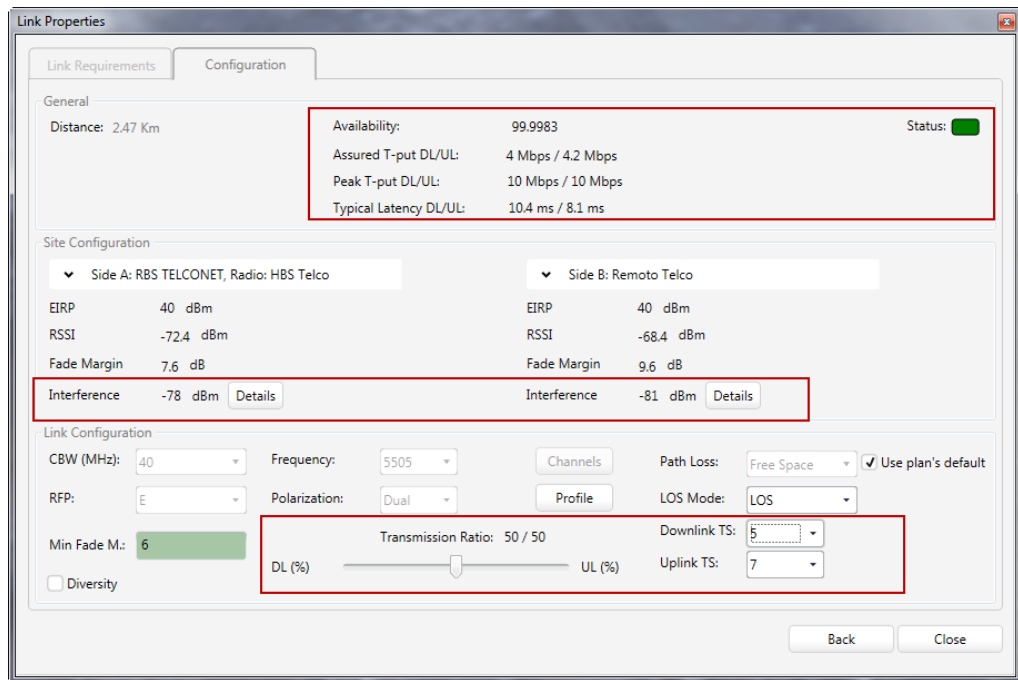 Link Properties
Link Requirements
Configuration
General
Distance: 2.47 Km
Availability: 99.9983
Status:
Assured T-put DL/UL: 4 Mbps / 4.2 Mbps
Peak T-put DL/UL: 10 Mbps / 10 Mbps
Typical Latency DL/UL: 10.4 ms / 8.1 ms
Site Configuration
Side A: RBS TELCONET, Radio: HBS Telco
Side B: Remoto Telco
EIRP 40 dBm EIRP 40 dBm
RSSI -72.4 dBm RSSI -68.4 dBm
Fade Margin 7.6 dB Fade Margin 9.6 dB
Interference -78 dBm Details Interference -81 dBm Details
Link Configuration
CBW (MHz): 40 Frequency: 5505 Channels Path Loss: Free Space Use plan's default
RFP: E Polarization: Dual Profile LOS Mode: LOS
Min Fade M.: 6 Transmission Ratio: 50 / 50 Downlink TS: 5
DL (%) UL (%) Uplink TS: 7
Diversity
Back Close